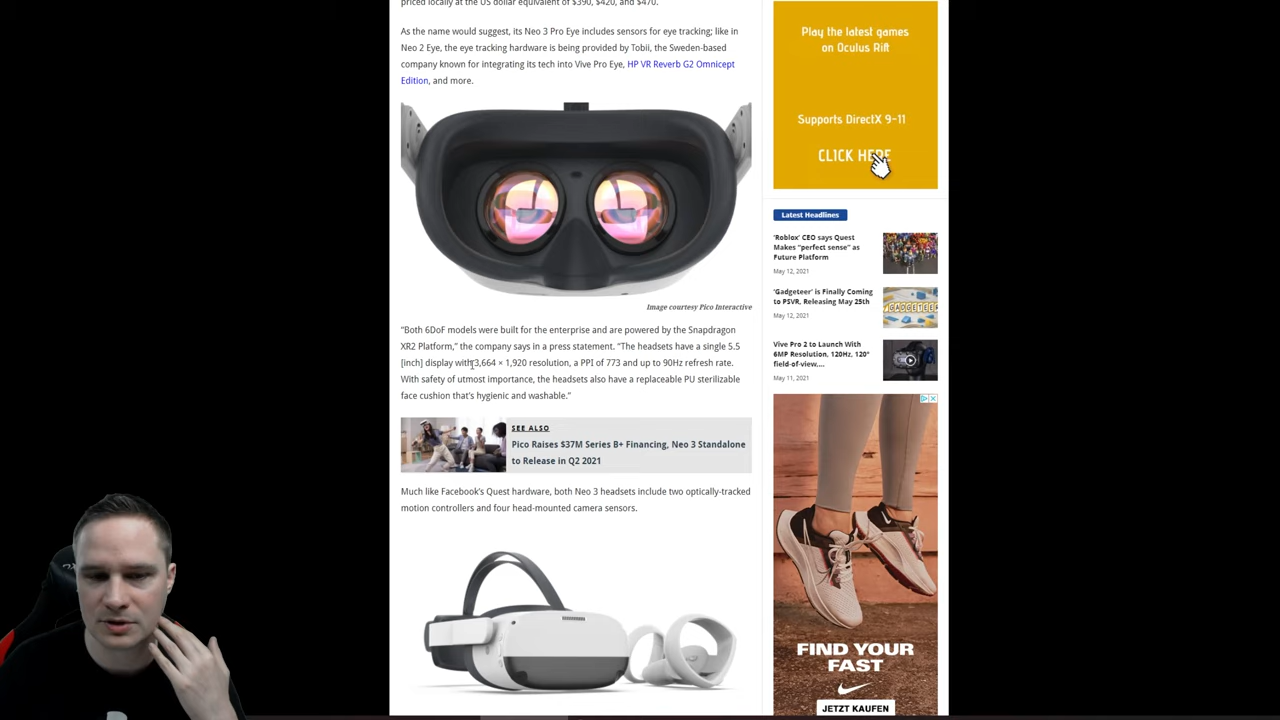 priced locally at the US dollar equivalent of $390, $420, and $470.
As the name would suggest, its Neo 3 Pro Eye includes sensors for eye tracking; like in
Neo 2 Eye, the eye tracking hardware is being provided by Tobii, the Sweden-based
company known for integrating its tech into Vive Pro Eye, HP VR Reverb G2 Omnicept
Edition, and more.
Image courtesy Pico Interactive
“Both 6DoF models were built for the enterprise and are powered by the Snapdragon
XR2 Platform,” the company says in a press statement. “The headsets have a single 5.5
[inch] display with 3,664 × 1,920 resolution, a PPI of 773 and up to 90Hz refresh rate.
With safety of utmost importance, the headsets also have a replaceable PU sterilizable
face cushion that’s hygienic and washable.”
SEE ALSO
Pico Raises $37M Series B+ Financing, Neo 3 Standalone
to Release in Q2 2021
Much like Facebook’s Quest hardware, both Neo 3 headsets include two optically-tracked
motion controllers and four head-mounted camera sensors.
Play the latest games
on Oculus Rift
Supports DirectX 9-11
CLICK HERE
Latest Headlines
‘Roblox’ CEO says Quest
Makes “perfect sense” as
Future Platform
May 12, 2021
‘Gadgeteer’ is Finally Coming
to PSVR, Releasing May 25th
May 12, 2021
GADGETEER
Vive Pro 2 to Launch With
6MP Resolution, 120Hz, 120°
field-of-view,...
May 11, 2021
FIND YOUR
FAST
JETZT KAUFEN